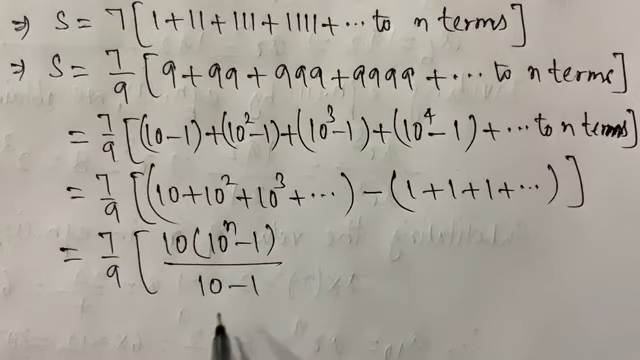 ⇒ S = 7[1+11+111+1111+... to n terms]
⇒ S = 7/9 [9+99+999+9999+... to n terms]
= 7/9 [(10-1)+(10²-1)+(10³-1)+(10⁴-1)+... to n terms]
= 7/9 [(10+10²+10³+...)-(1+1+1+...)]
= 7/9 [10(10ⁿ-1)/10-1